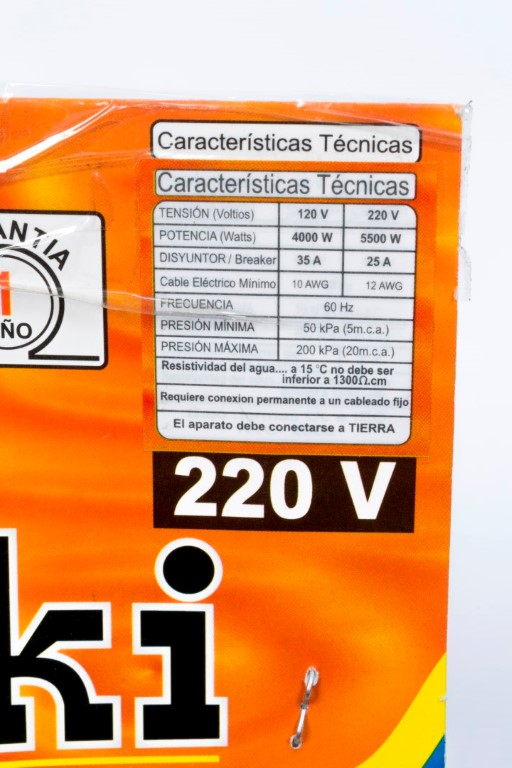 Características Técnicas
Características Técnicas
TENSIÓN (Voltios) 120 V 220 V
POTENCIA (Watts) 4000 W 5500 W
DISYUNTOR / Breaker 35 A 25 A
Cable Eléctrico Mínimo 10 AWG 12 AWG
FRECUENCIA 60 Hz
PRESIÓN MÍNIMA 50 kPa (5m.c.a.)
PRESIÓN MÁXIMA 200 kPa (20m.c.a.)
Resistividad del agua.... a 15 °C no debe ser
inferior a 1300Ω.cm
Requiere conexion permanente a un cableado fijo
El aparato debe conectarse a TIERRA
ANTIA
1
ÑO
220 V
ki